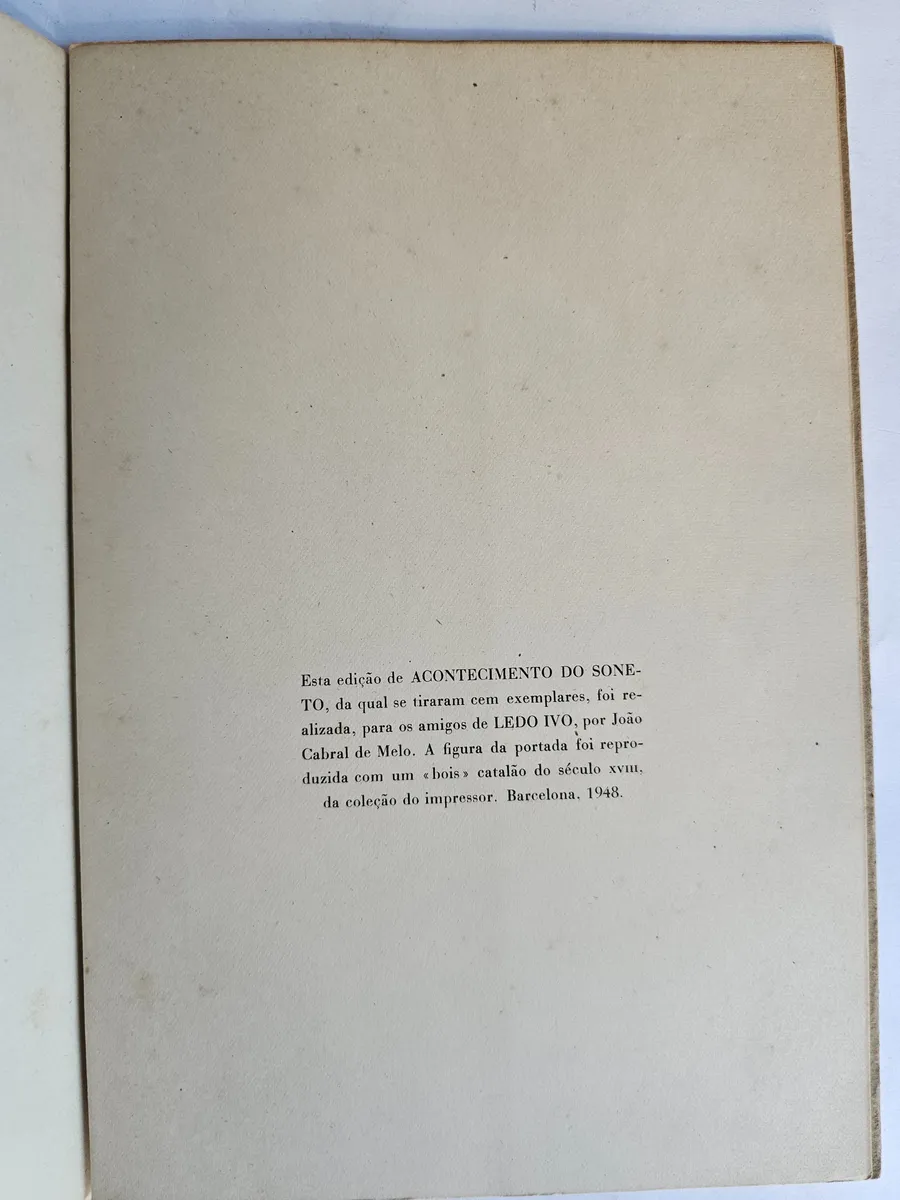 Esta edição de ACONTECIMENTO DO SONE-
TO, da qual se tiraram cem exemplares, foi re-
alizada, para os amigos de LEDO IVO, por João
Cabral de Melo. A figura da portada foi repro-
duzida com um «bois» catalão do século XVIII,
da coleção do impressor. Barcelona, 1948.